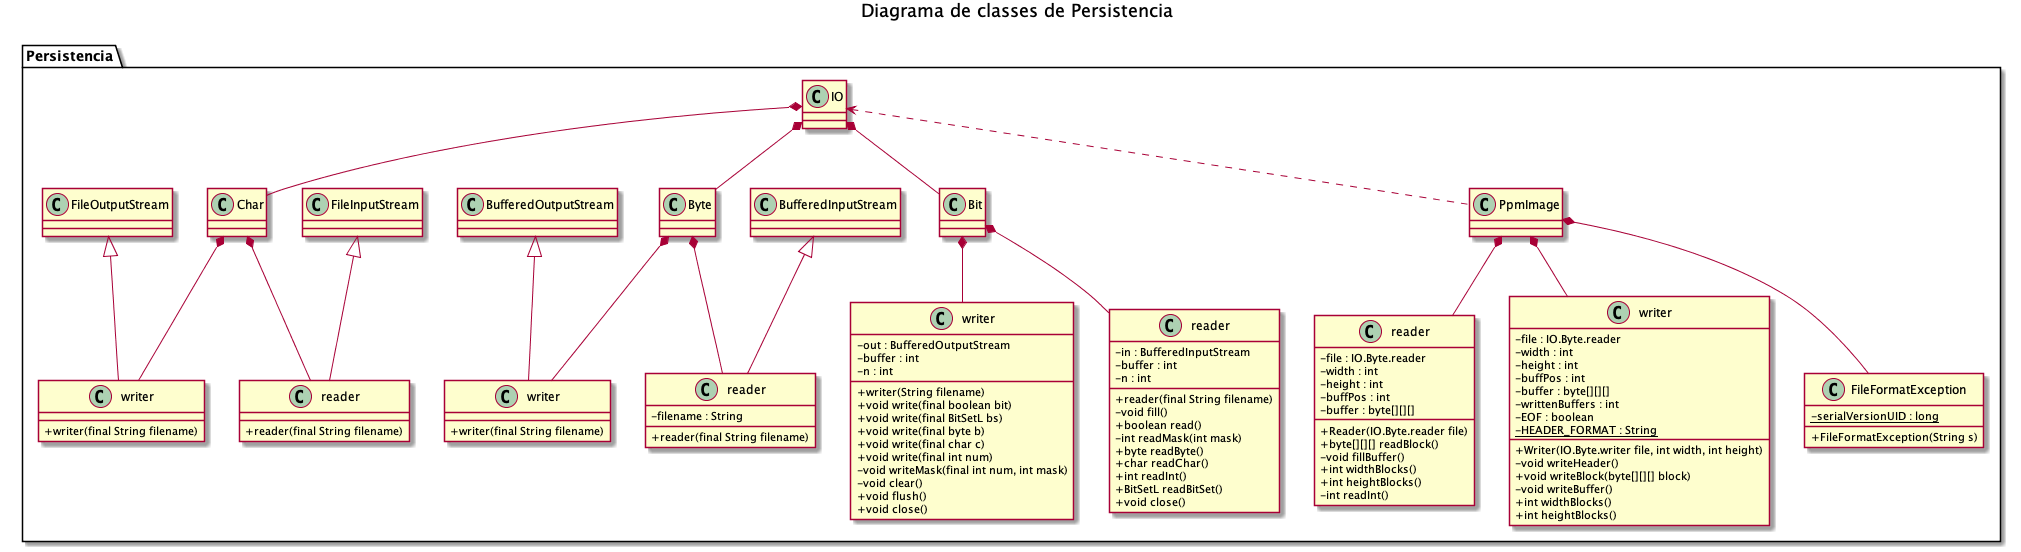 Diagrama de classes de Persistencia
Persistencia
C IO
C FileOutputStream
C Char
C FileInputStream
C BufferedOutputStream
C Byte
C BufferedInputStream
C Bit
C PpmImage
C writer
+writer(final String filename)
C reader
+reader(final String filename)
C writer
+writer(final String filename)
C reader
-filename : String
+reader(final String filename)
C writer
-out : BufferedOutputStream
-buffer : int
-n : int
+writer(String filename)
+void write(final boolean bit)
+void write(final BitSetL bs)
+void write(final byte b)
+void write(final char c)
+void write(final int num)
-void writeMask(final int num, int mask)
-void clear()
+void flush()
+void close()
C reader
-in : BufferedInputStream
-buffer : int
-n : int
+reader(final String filename)
-void fill()
+boolean read()
-int readMask(int mask)
+byte readByte()
+char readChar()
+int readInt()
+BitSetL readBitSet()
+void close()
C reader
-file : IO.Byte.reader
-width : int
-height : int
-buffPos : int
-buffer : byte[][][]
+Reader(IO.Byte.reader file)
+byte[][][] readBlock()
-void fillBuffer()
+int widthBlocks()
+int heightBlocks()
-int readInt()
C writer
-file : IO.Byte.reader
-width : int
-height : int
-buffPos : int
-buffer : byte[][][]
-writtenBuffers : int
-EOF : boolean
-HEADER_FORMAT : String
+Writer(IO.Byte.writer file, int width, int height)
-void writeHeader()
+void writeBlock(byte[][][] block)
-void writeBuffer()
+int widthBlocks()
+int heightBlocks()
C FileFormatException
-serialVersionUID : long
+FileFormatException(String s)